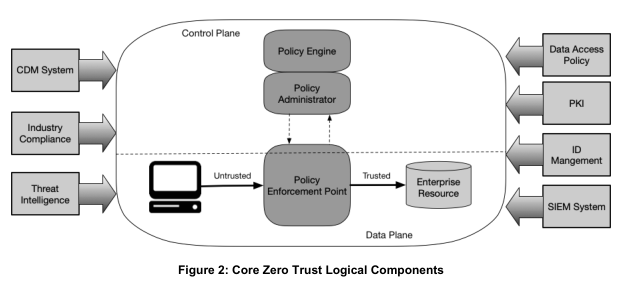 Control Plane
Policy
Engine
Policy
Administrator
CDM System
Industry
Compliance
Threat
Intelligence
Data Access
Policy
PKI
ID
Mangement
SIEM System
Untrusted
Policy
Enforcement Point
Trusted
Enterprise
Resource
Data Plane
Figure 2: Core Zero Trust Logical Components